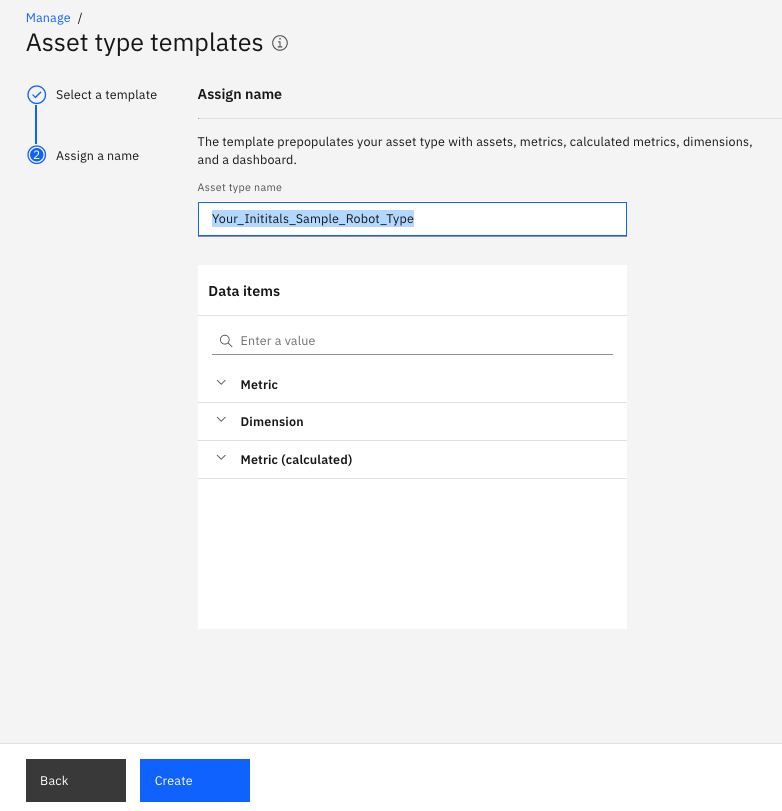 Manage /
Asset type templates
Select a template
2 Assign a name
Assign name
The template prepopulates your asset type with assets, metrics, calculated metrics, dimensions,
and a dashboard.
Asset type name
Your_Inititals_Sample_Robot_Type
Data items
Enter a value
Metric
Dimension
Metric (calculated)
Back
Create